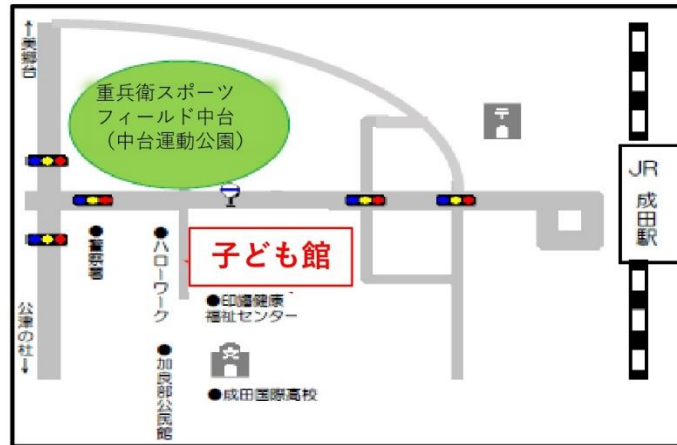 ↑美郷台
重兵衛スポーツ
フィールド中台
（中台運動公園）
〒
JR
成田駅
●警察署
●ハローワーク
子ども館
●印旛健康
福祉センター
公津の杜↓
●加良部公民館
文
●成田国際高校